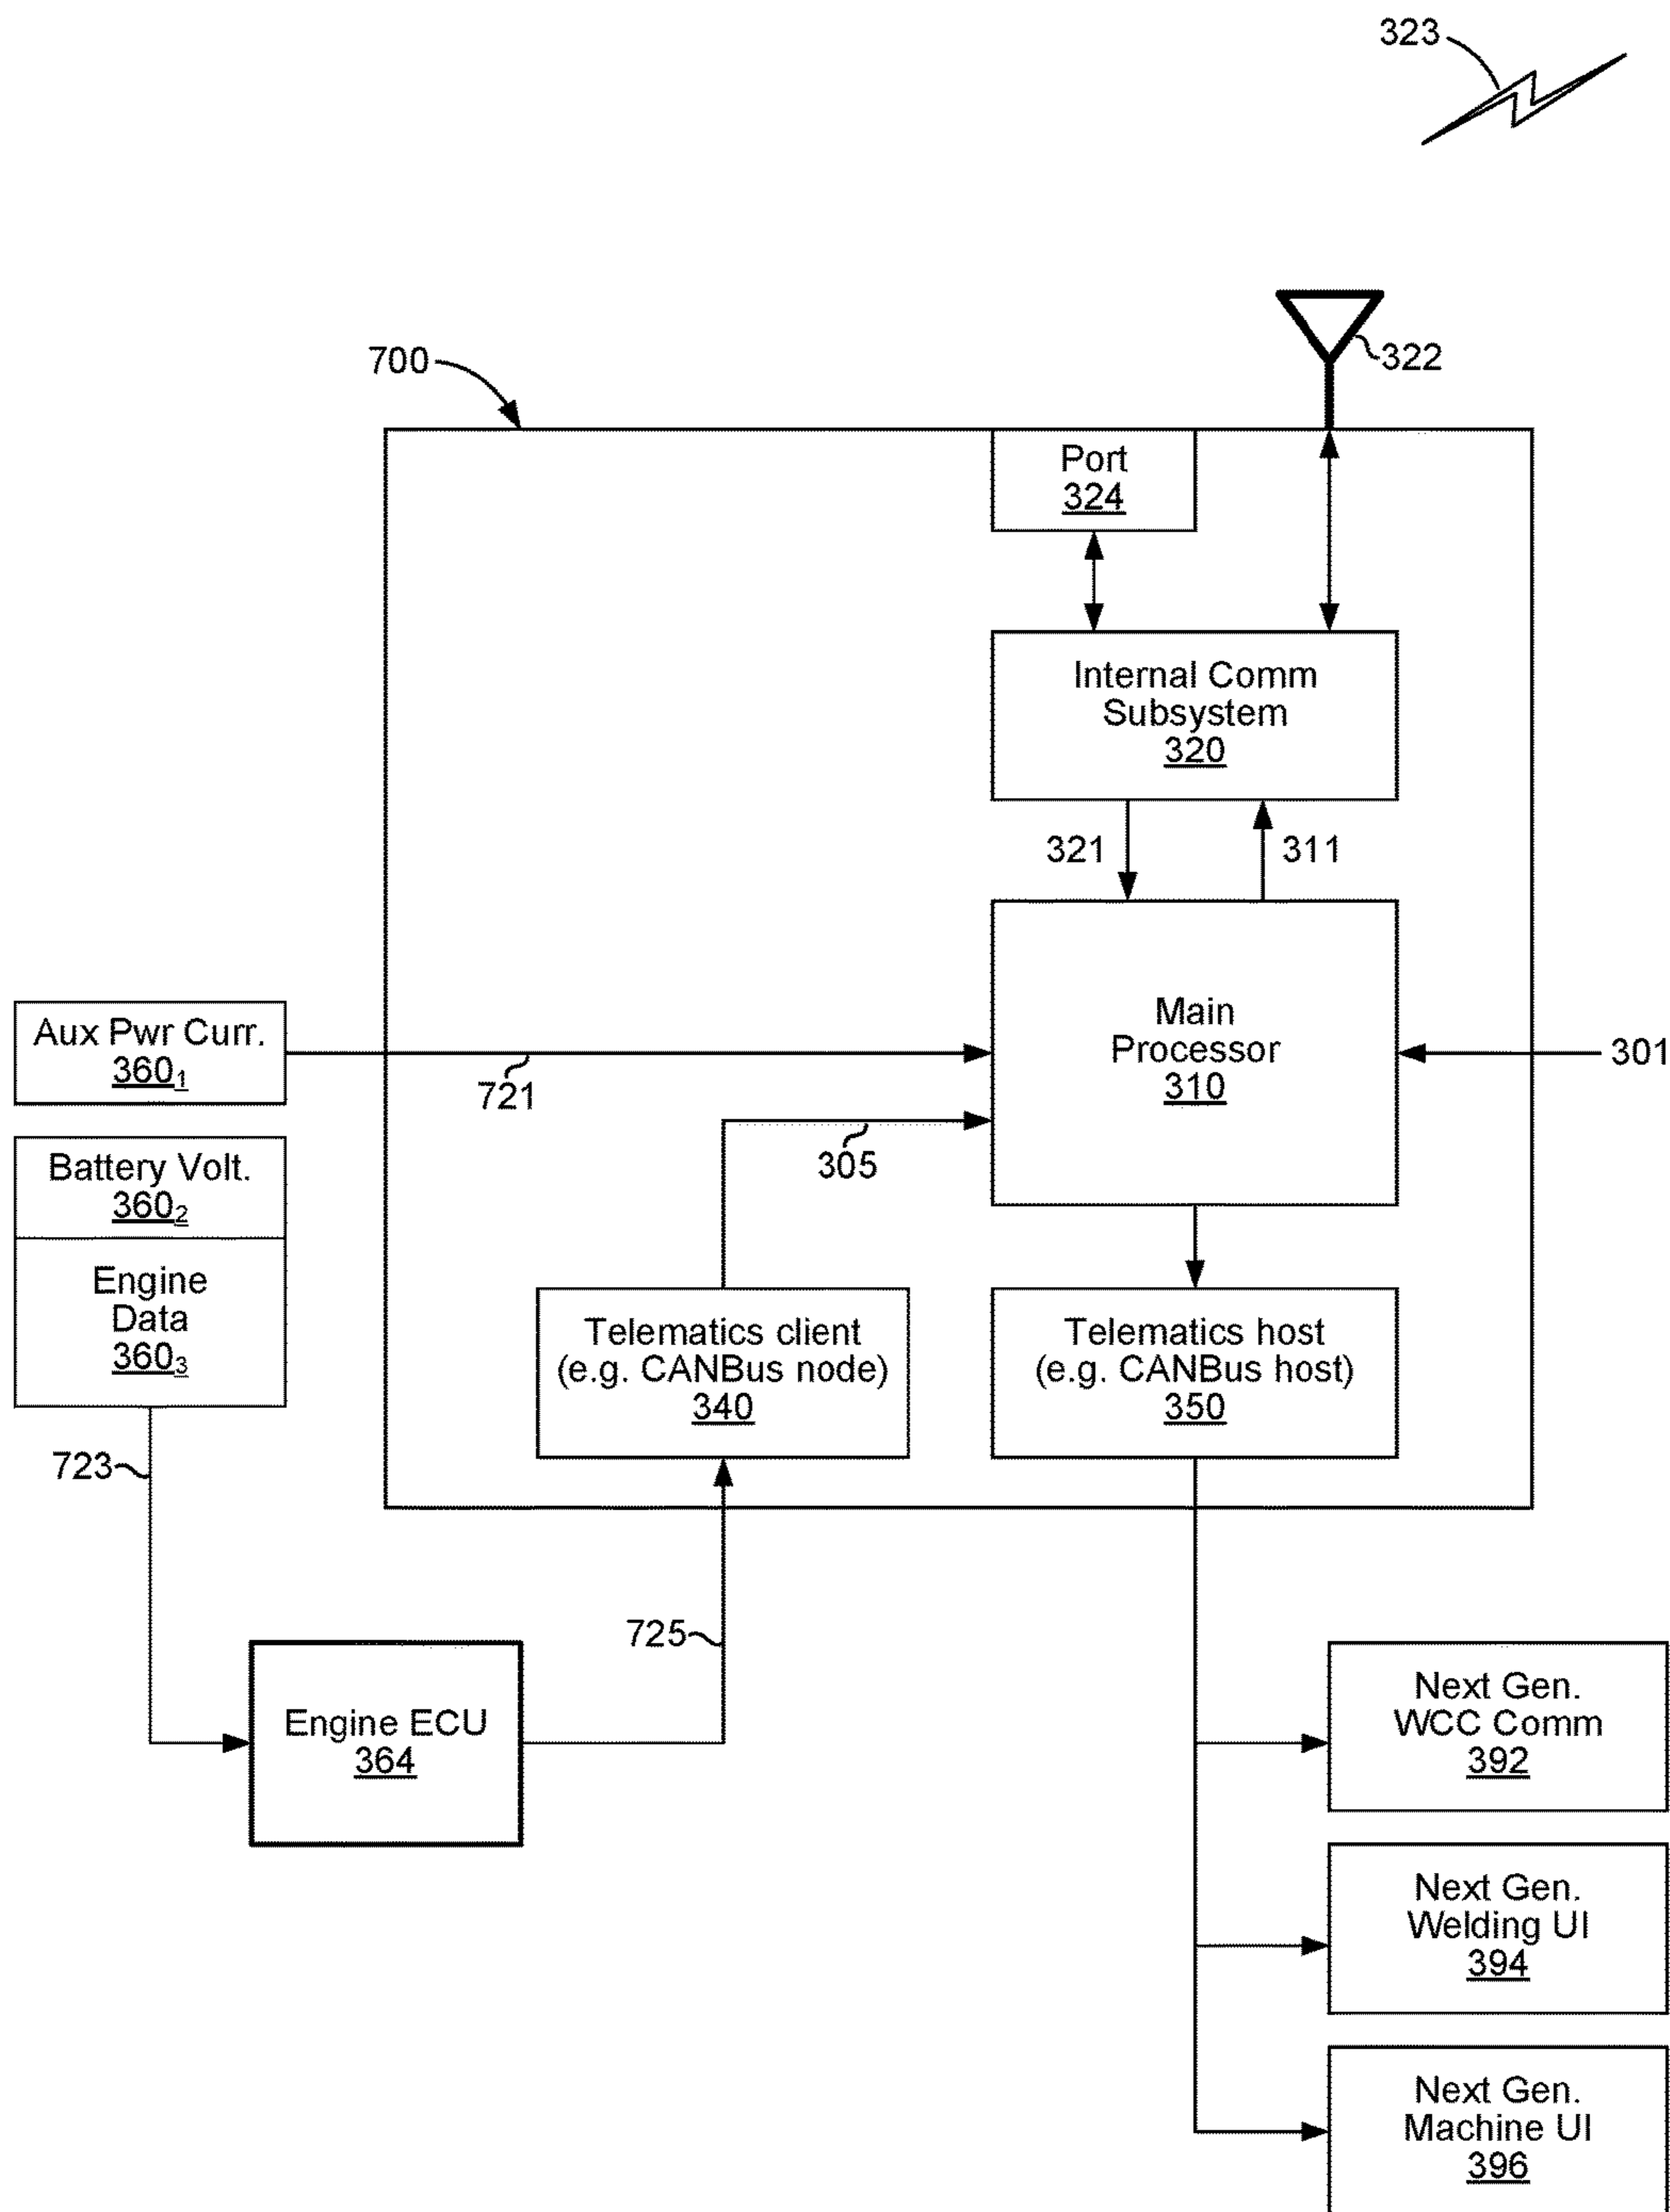 323
322
700
Port
324
Internal Comm
Subsystem
320
321
311
Main
Processor
310
301
Aux Pwr Curr.
360₁
721
305
Battery Volt.
360₂
Engine
Data
360₃
Telematics client
(e.g. CANBus node)
340
Telematics host
(e.g. CANBus host)
350
723
725
Engine ECU
364
Next Gen.
WCC Comm
392
Next Gen.
Welding UI
394
Next Gen.
Machine UI
396